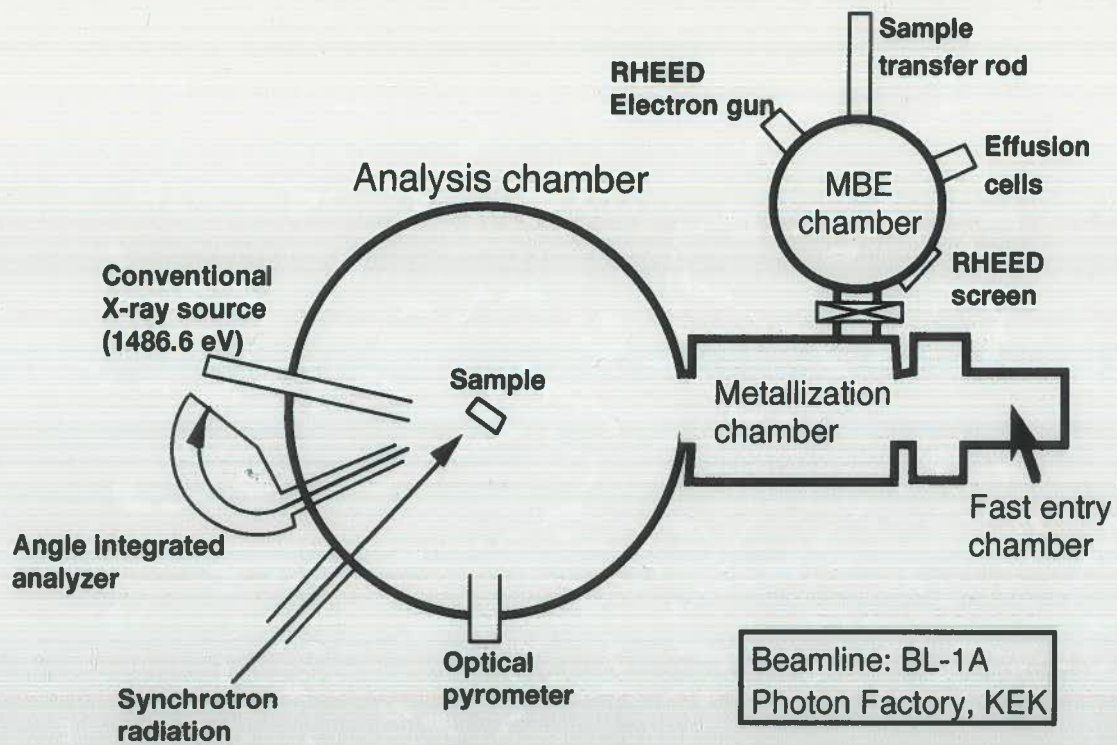 Sample
transfer rod
RHEED
Electron gun
Effusion
cells
MBE
chamber
RHEED
screen
Analysis chamber
Conventional
X-ray source
(1486.6 eV)
Sample
Metallization
chamber
Fast entry
chamber
Angle integrated
analyzer
Synchrotron
radiation
Optical
pyrometer
Beamline: BL-1A
Photon Factory, KEK